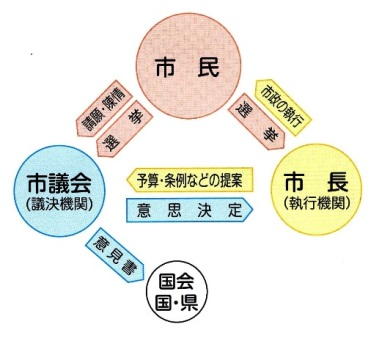 市民
請願・陳情
選挙
市政の執行
選挙
市議会
(議決機関)
予算・条例などの提案
意思決定
市長
(執行機関)
意見書
国会
国・県